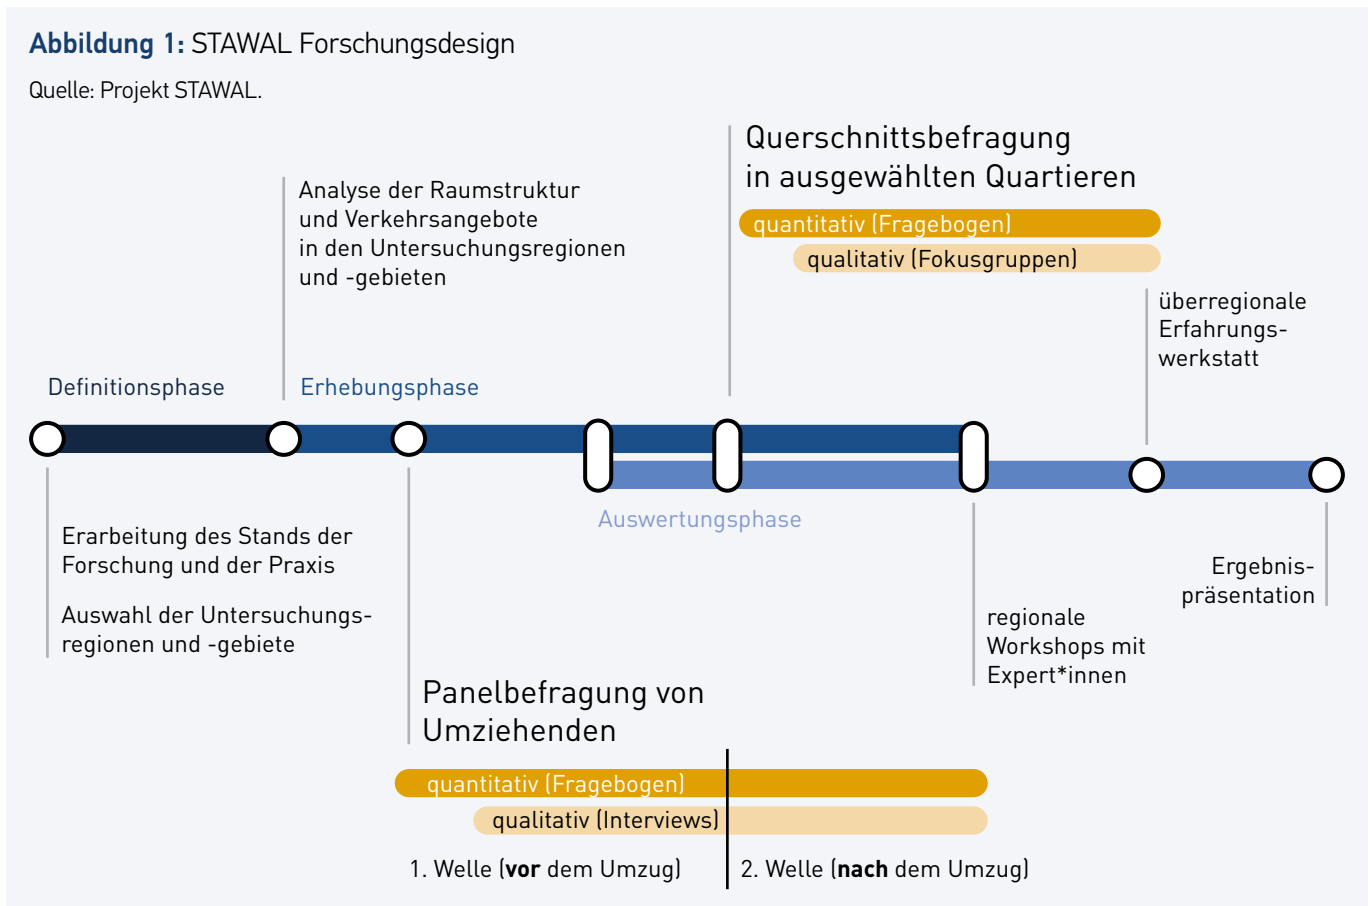 Abbildung 1: STAWAL Forschungsdesign
Quelle: Projekt STAWAL.
Querschnittsbefragung
in ausgewählten Quartieren
quantitativ (Fragebogen)
qualitativ (Fokusgruppen)
Analyse der Raumstruktur
und Verkehrsangebote
in den Untersuchungsregionen
und -gebieten
überregionale
Erfahrungs-
werkstatt
Definitionsphase
Erhebungsphase
Auswertungsphase
Erarbeitung des Stands der
Forschung und der Praxis
Auswahl der Untersuchungs-
regionen und -gebiete
Ergebnis-
präsentation
regionale
Workshops mit
Expert*innen
Panelbefragung von
Umziehenden
quantitativ (Fragebogen)
qualitativ (Interviews)
1. Welle (vor dem Umzug)
2. Welle (nach dem Umzug)